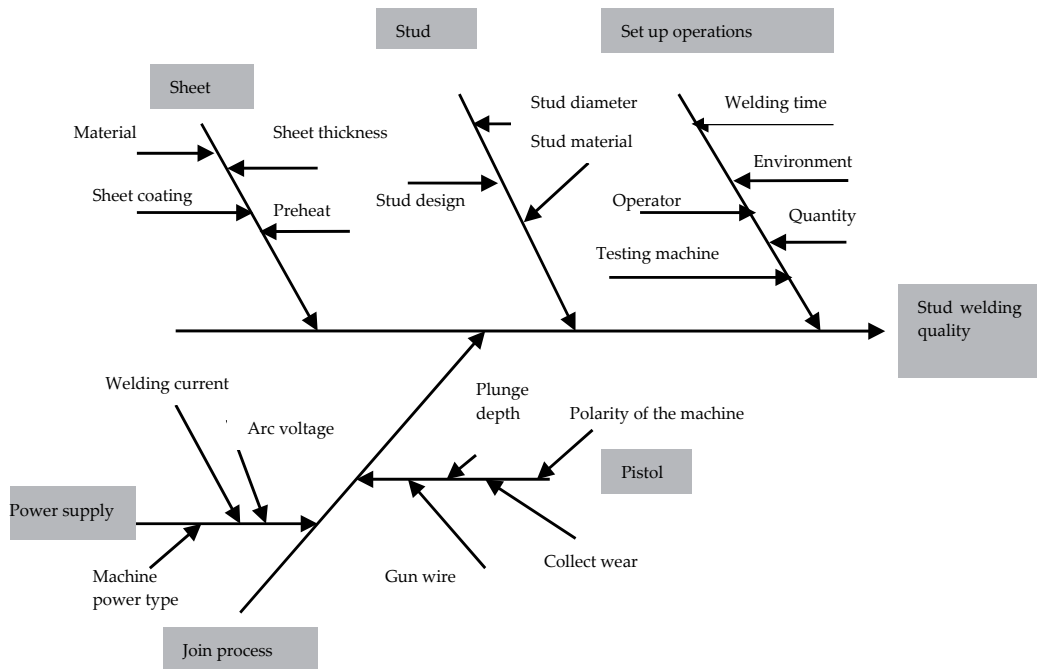 Stud
Set up operations
Sheet
Stud diameter
Welding time
Material
Sheet thickness
Stud material
Environment
Sheet coating
Stud design
Operator
Preheat
Quantity
Testing machine
Stud welding
quality
Welding current
Plunge
depth
Polarity of the machine
Arc voltage
Pistol
Power supply
Collect wear
Machine
power type
Gun wire
Join process